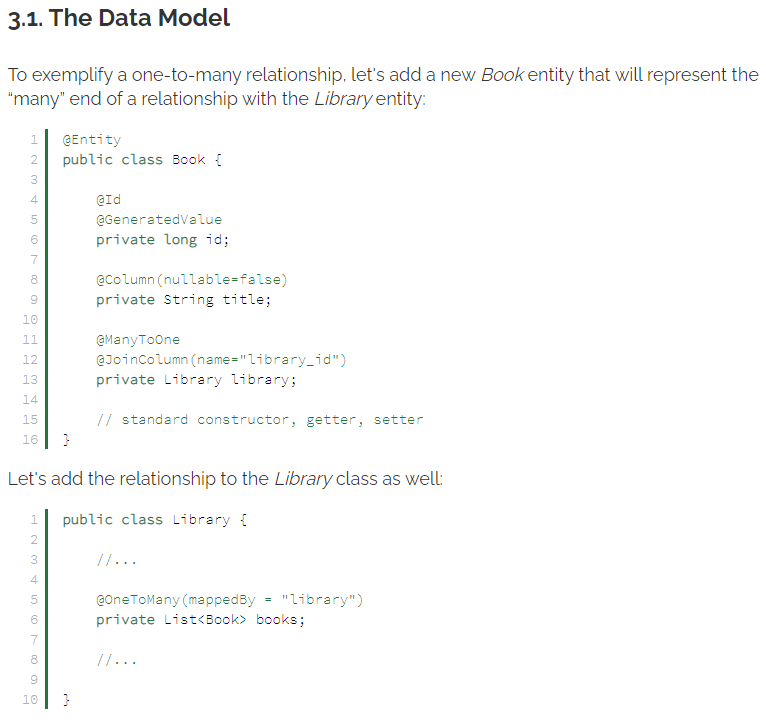 3.1. The Data Model
To exemplify a one-to-many relationship, let's add a new Book entity that will represent the
“many” end of a relationship with the Library entity:
1 @Entity
2 public class Book {
3
4 @Id
5 @GeneratedValue
6 private long id;
7
8 @Column(nullable=false)
9 private String title;
10
11 @ManyToOne
12 @JoinColumn(name="library_id")
13 private Library library;
14
15 // standard constructor, getter, setter
16 }
Let's add the relationship to the Library class as well:
1 public class Library {
2
3 //...
4
5 @OneToMany(mappedBy = "library")
6 private List<Book> books;
7
8 //...
9
10 }